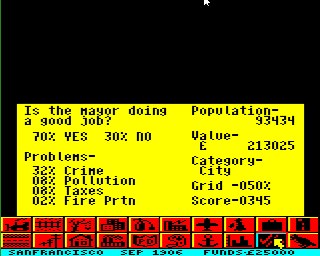 Is the mayor doing
a good job?
70% YES 30% NO
Problems-
32% Crime
08% Pollution
08% Taxes
02% Fire Prtn
Population-
93434
Value-
£ 213025
Category-
City
Grid -050%
Score-0345
SANFRANCISCO SEP 1906 FUNDS:£25000